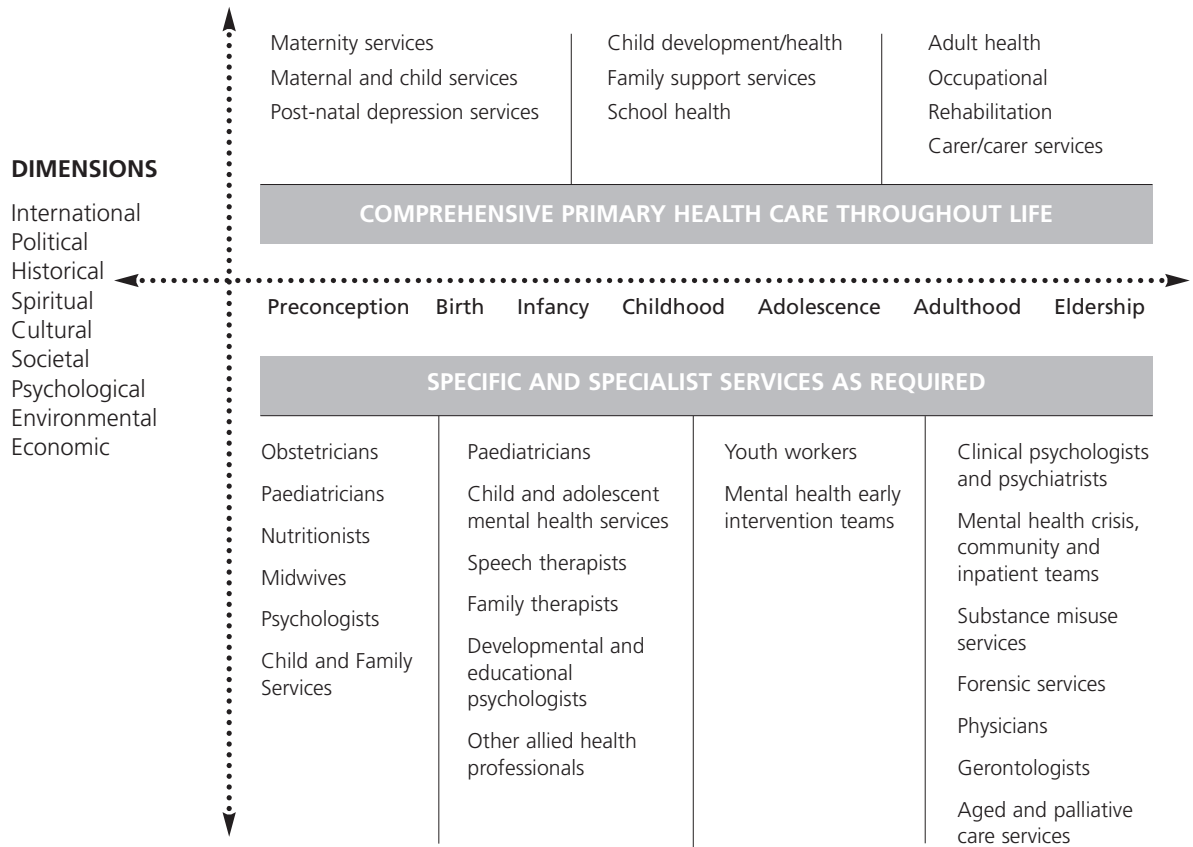 Maternity services
Maternal and child services
Post-natal depression services
Child development/health
Family support services
School health
Adult health
Occupational
Rehabilitation
Carer/carer services
DIMENSIONS
International
Political
Historical
Spiritual
Cultural
Societal
Psychological
Environmental
Economic
COMPREHENSIVE PRIMARY HEALTH CARE THROUGHOUT LIFE
Preconception Birth Infancy Childhood Adolescence Adulthood Eldership
SPECIFIC AND SPECIALIST SERVICES AS REQUIRED
Obstetricians
Paediatricians
Nutritionists
Midwives
Psychologists
Child and Family
Services
Paediatricians
Child and adolescent
mental health services
Speech therapists
Family therapists
Developmental and
educational
psychologists
Other allied health
professionals
Youth workers
Mental health early
intervention teams
Clinical psychologists
and psychiatrists
Mental health crisis,
community and
inpatient teams
Substance misuse
services
Forensic services
Physicians
Gerontologists
Aged and palliative
care services